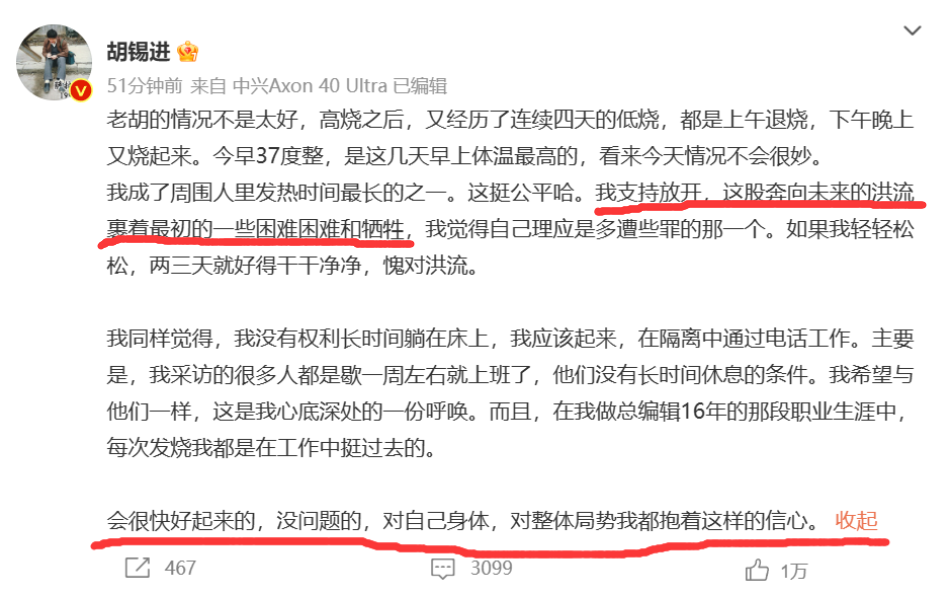 胡锡进
51分钟前 来自 中兴Axon 40 Ultra 已编辑
老胡的情况不是太好，高烧之后，又经历了连续四天的低烧，都是上午退烧，下午晚上
又烧起来。今早37度整，是这几天早上体温最高的，看来今天情况不会很妙。
我成了周围人里发热时间最长的之一。这挺公平哈。我支持放开，这股奔向未来的洪流
裹着最初的一些困难困难和牺牲，我觉得自己理应是多遭些罪的那一个。如果我轻轻松
松，两三天就好得干干净净，愧对洪流。
我同样觉得，我没有权利长时间躺在床上，我应该起来，在隔离中通过电话工作。主要
是，我采访的很多人都是歇一周左右就上班了，他们没有长时间休息的条件。我希望与
他们一样，这是我心底深处的一份呼唤。而且，在我做总编辑16年的那段职业生涯中，
每次发烧我都是在工作中挺过去的。
会很快好起来的，没问题的，对自己身体，对整体局势我都抱着这样的信心。 收起
467 3099 1万